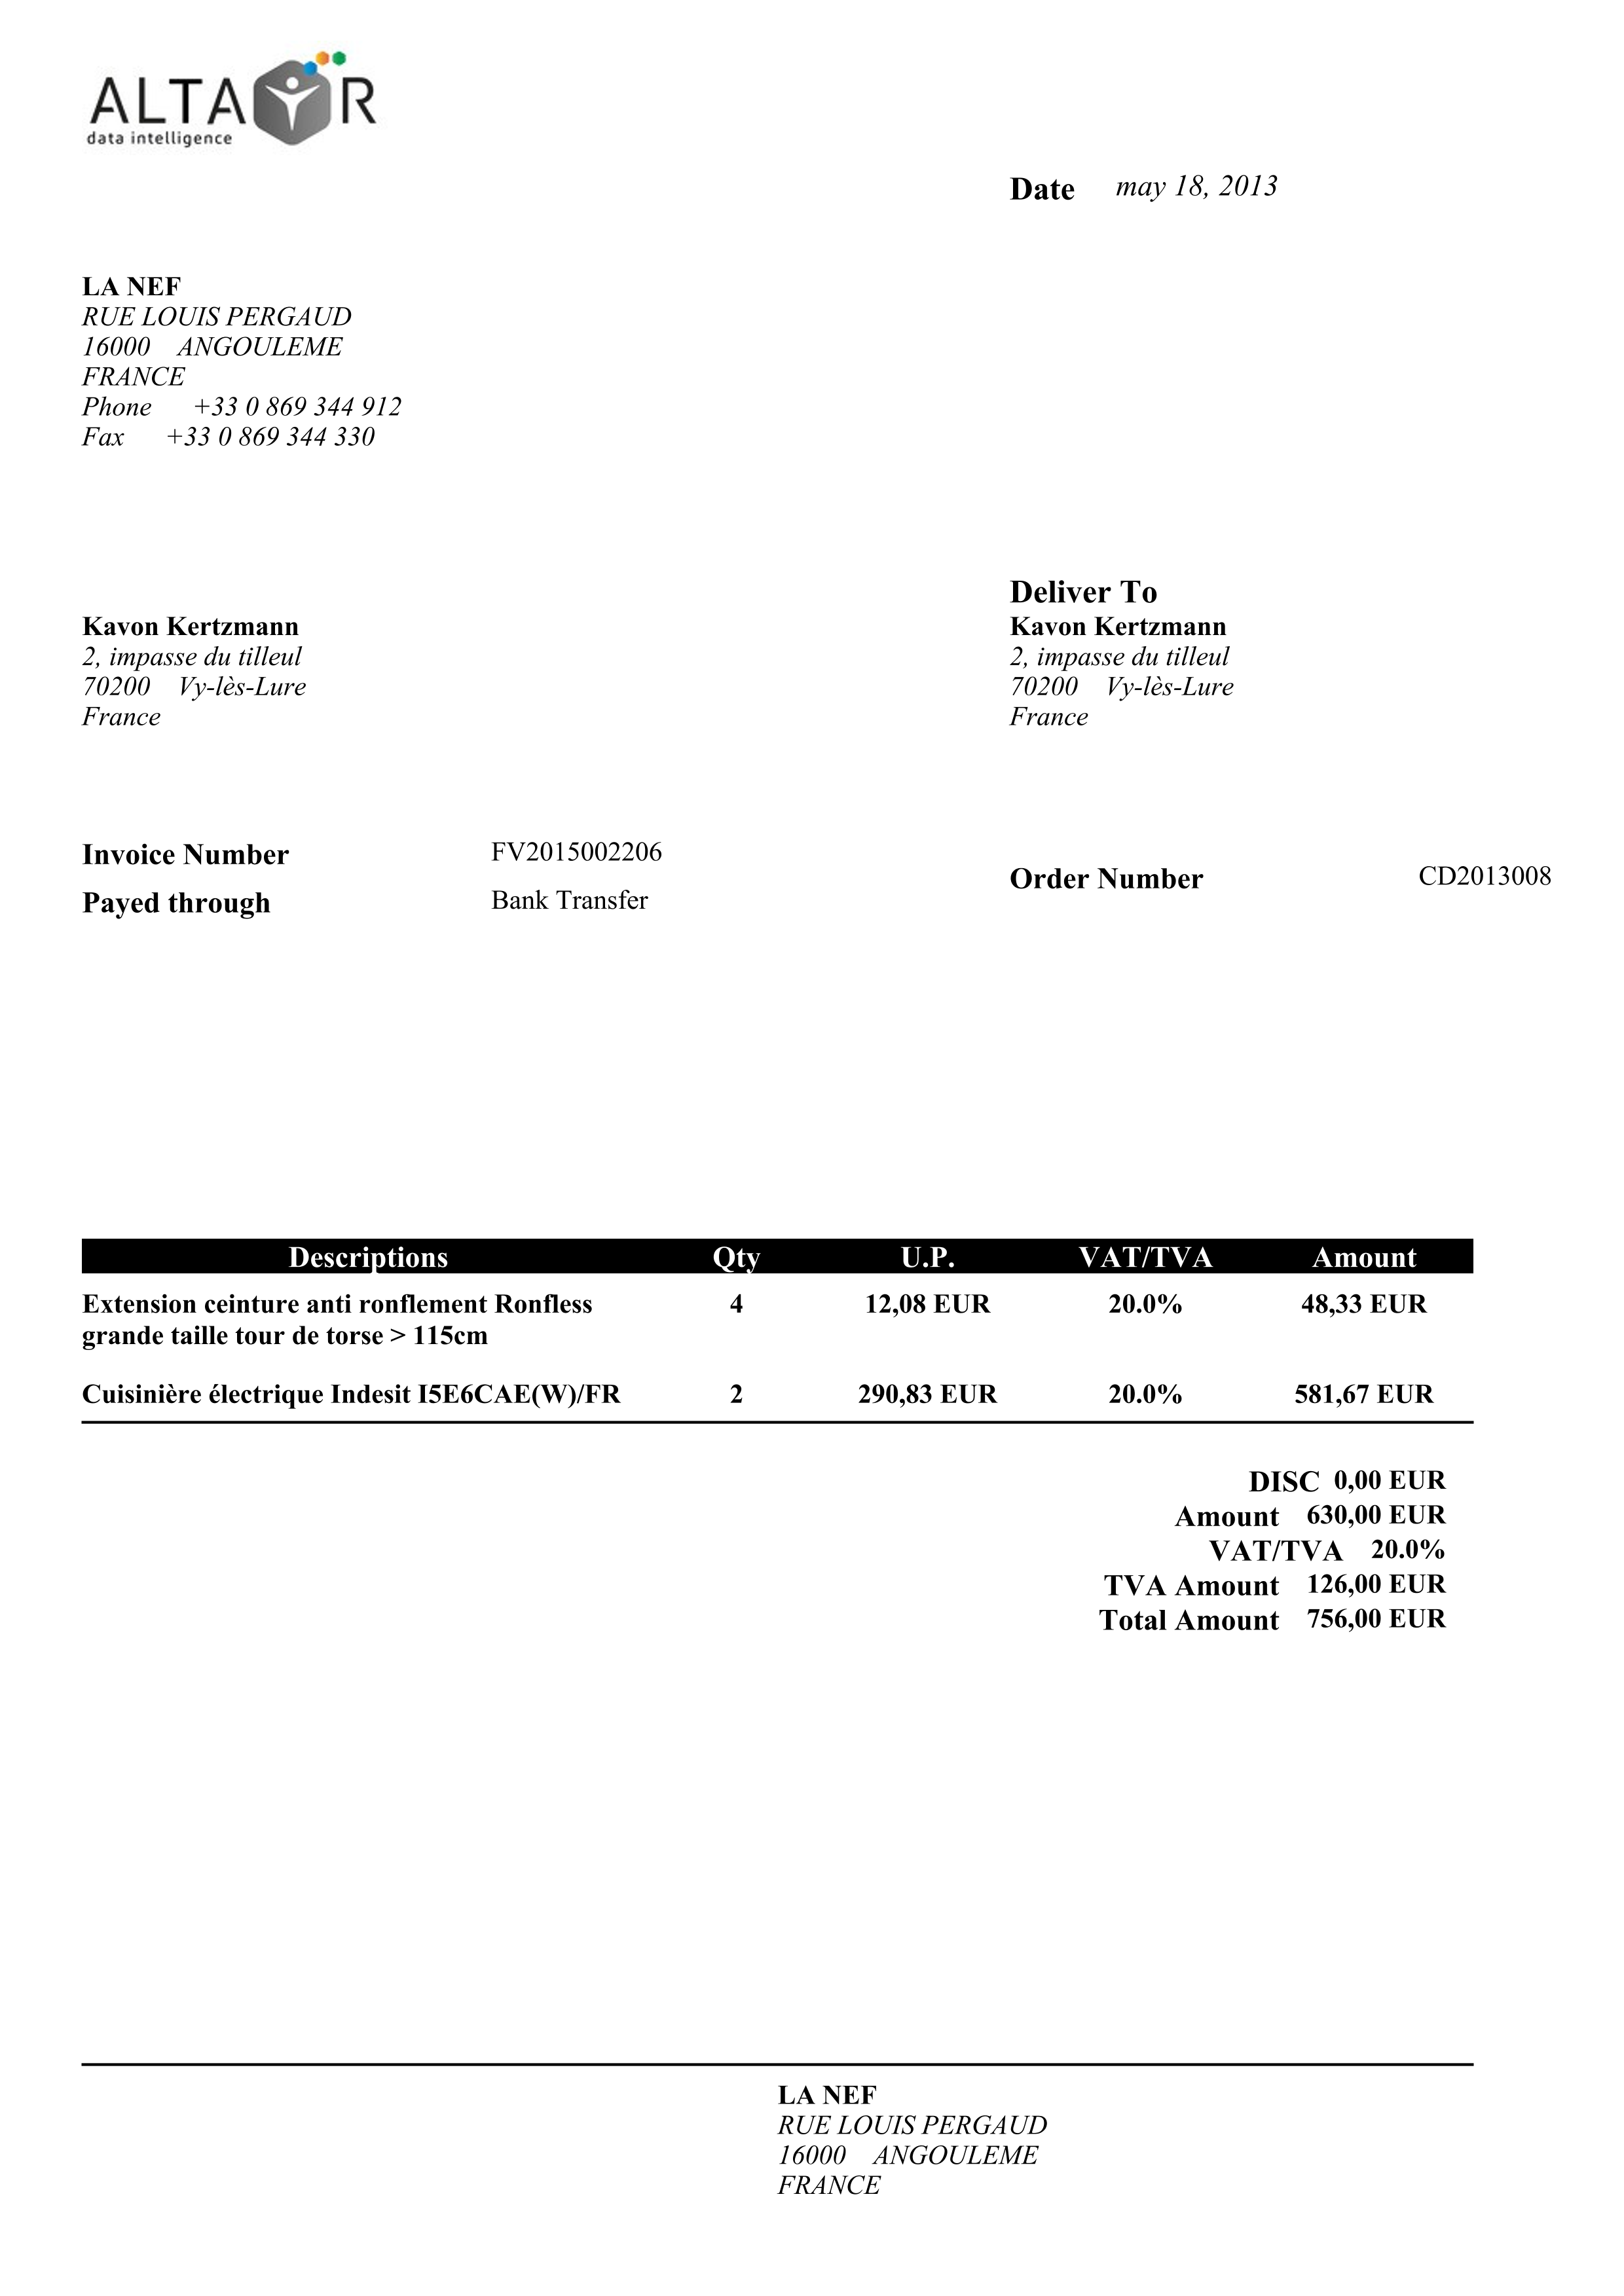 ALTAR
data intelligence
Date may 18, 2013
LA NEF
RUE LOUIS PERGAUD
16000 ANGOULEME
FRANCE
Phone +33 0 869 344 912
Fax +33 0 869 344 330
Kavon Kertzmann
2, impasse du tilleul
70200 Vy-lès-Lure
France
Deliver To
Kavon Kertzmann
2, impasse du tilleul
70200 Vy-lès-Lure
France
Invoice Number FV2015002206
Payed through Bank Transfer
Order Number CD2013008
Descriptions Qty U.P. VAT/TVA Amount
Extension ceinture anti ronflement Ronfless 4 12,08 EUR 20.0% 48,33 EUR
grande taille tour de torse > 115cm
Cuisinière électrique Indesit I5E6CAE(W)/FR 2 290,83 EUR 20.0% 581,67 EUR
DISC 0,00 EUR
Amount 630,00 EUR
VAT/TVA 20.0%
TVA Amount 126,00 EUR
Total Amount 756,00 EUR
LA NEF
RUE LOUIS PERGAUD
16000 ANGOULEME
FRANCE